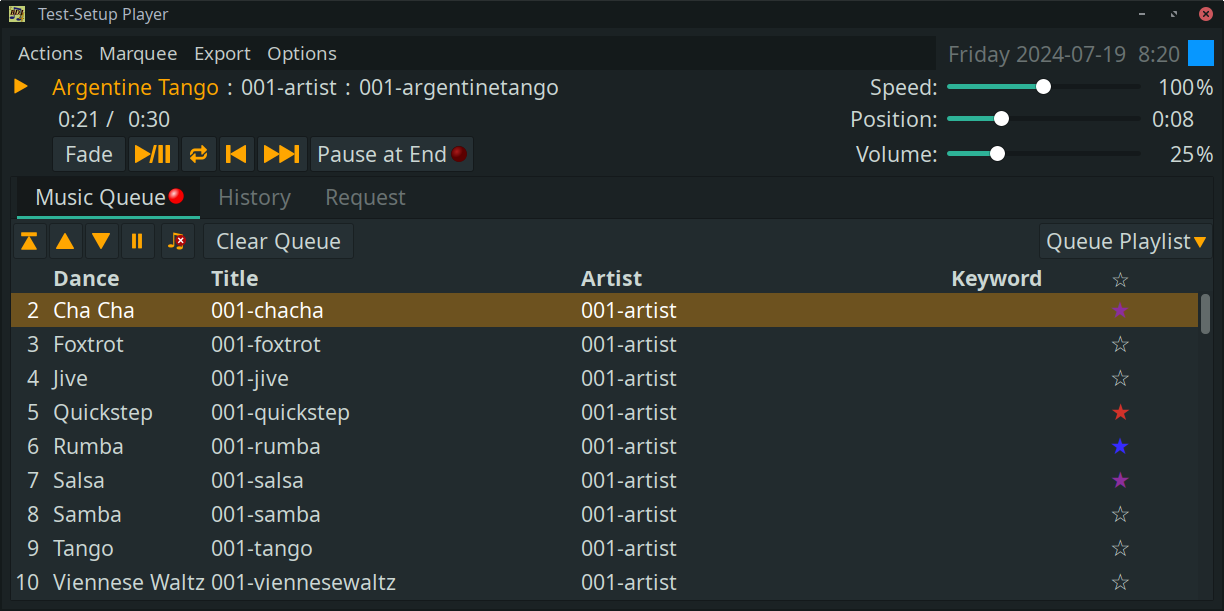 Test-Setup Player
Actions Marquee Export Options Friday 2024-07-19 8:20
Argentine Tango : 001-artist : 001-argentinetango Speed: 100%
0:21 / 0:30 Position: 0:08
Fade Pause at End Volume: 25%
Music Queue History Request
Clear Queue Queue Playlist
Dance Title Artist Keyword ☆
2 Cha Cha 001-chacha 001-artist ★
3 Foxtrot 001-foxtrot 001-artist ☆
4 Jive 001-jive 001-artist ☆
5 Quickstep 001-quickstep 001-artist ★
6 Rumba 001-rumba 001-artist ★
7 Salsa 001-salsa 001-artist ★
8 Samba 001-samba 001-artist ☆
9 Tango 001-tango 001-artist ☆
10 Viennese Waltz 001-viennesewaltz 001-artist ☆